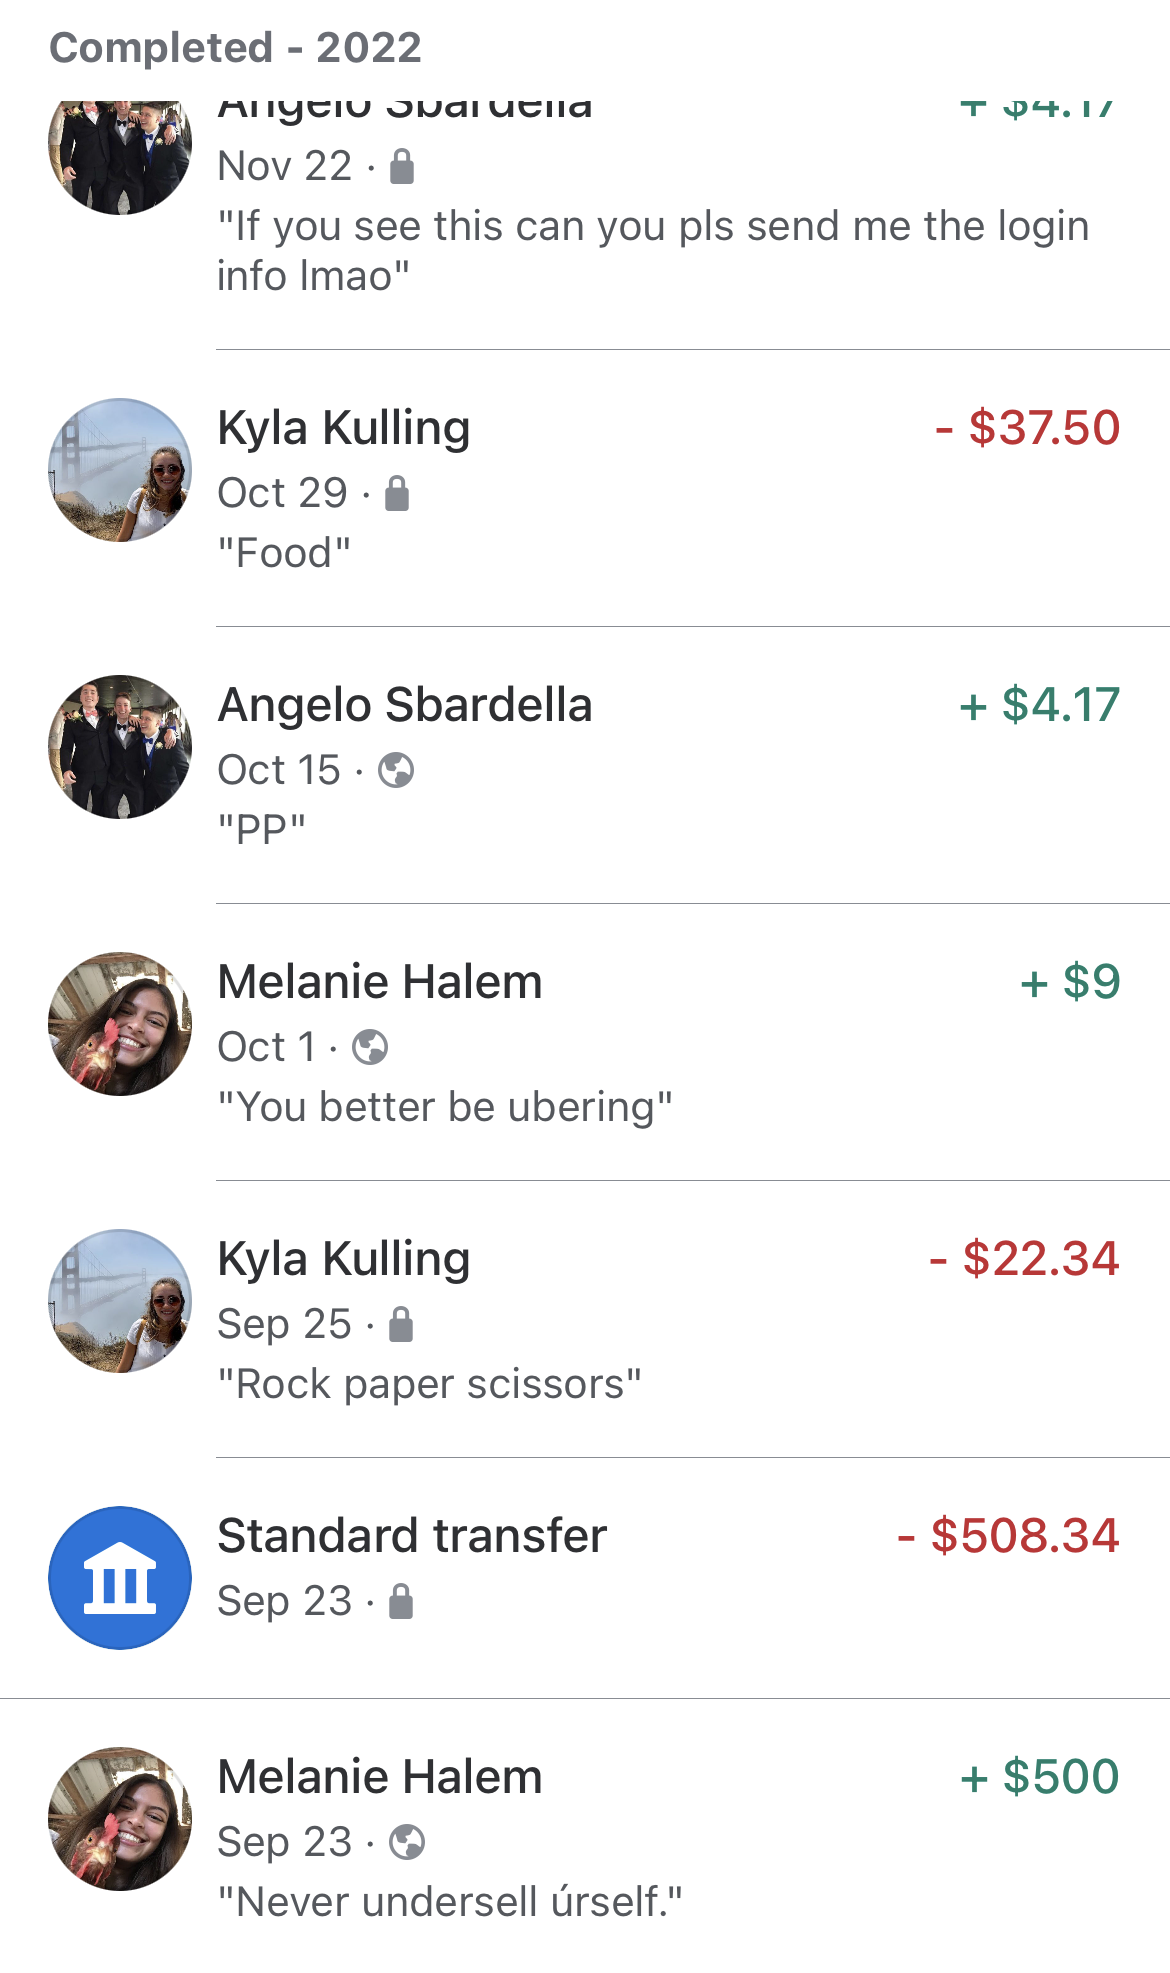 Completed - 2022
Angelo Sbardella
+ $4.17
Nov 22 ·
"If you see this can you pls send me the login
info lmao"
Kyla Kulling
- $37.50
Oct 29 ·
"Food"
Angelo Sbardella
+ $4.17
Oct 15 ·
"PP"
Melanie Halem
+ $9
Oct 1 ·
"You better be ubering"
Kyla Kulling
- $22.34
Sep 25 ·
"Rock paper scissors"
Standard transfer
- $508.34
Sep 23 ·
Melanie Halem
+ $500
Sep 23 ·
"Never undersell úrself."